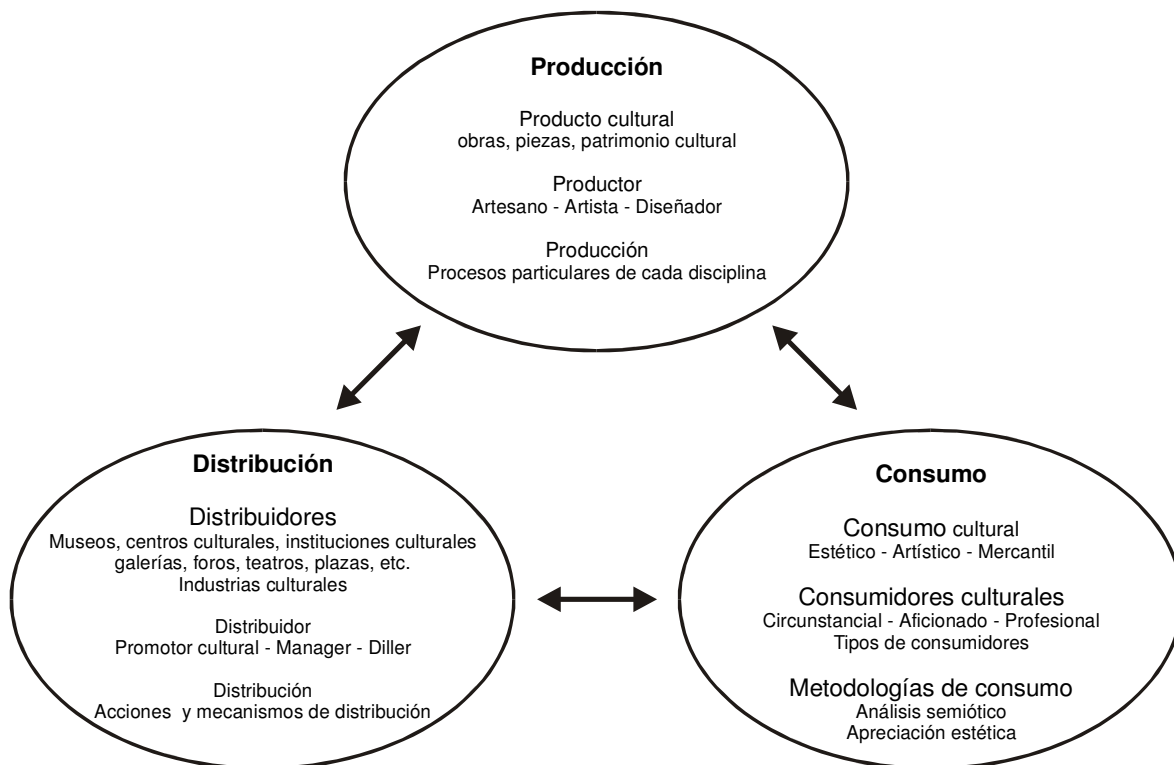 Producción
Producto cultural
obras, piezas, patrimonio cultural
Productor
Artesano - Artista - Diseñador
Producción
Procesos particulares de cada disciplina
Distribución
Distribuidores
Museos, centros culturales, instituciones culturales
galerías, foros, teatros, plazas, etc.
Industrias culturales
Distribuidor
Promotor cultural - Manager - Diller
Distribución
Acciones y mecanismos de distribución
Consumo
Consumo cultural
Estético - Artístico - Mercantil
Consumidores culturales
Circunstancial - Aficionado - Profesional
Tipos de consumidores
Metodologías de consumo
Análisis semiótico
Apreciación estética